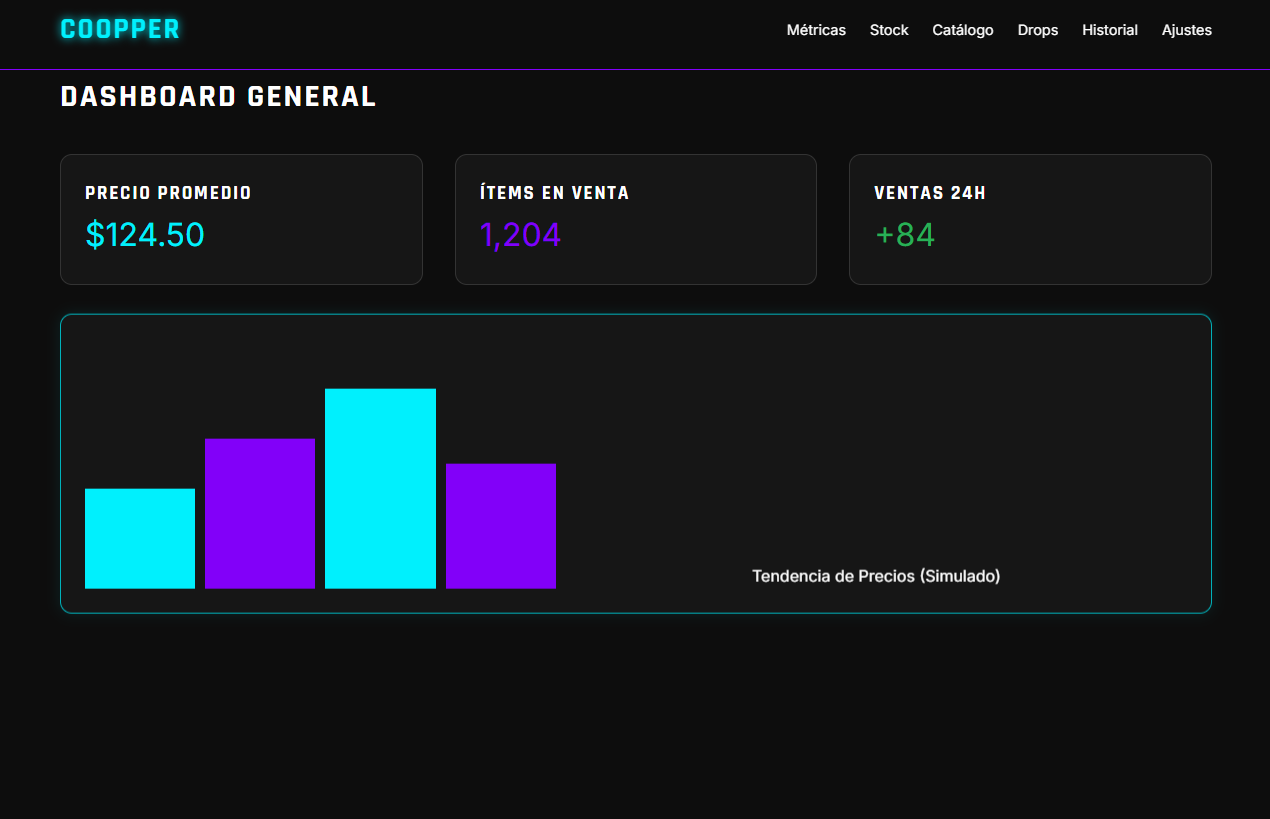 COOPPER
Métricas Stock Catálogo Drops Historial Ajustes
DASHBOARD GENERAL
PRECIO PROMEDIO
$124.50
ÍTEMS EN VENTA
1,204
VENTAS 24H
+84
Tendencia de Precios (Simulado)